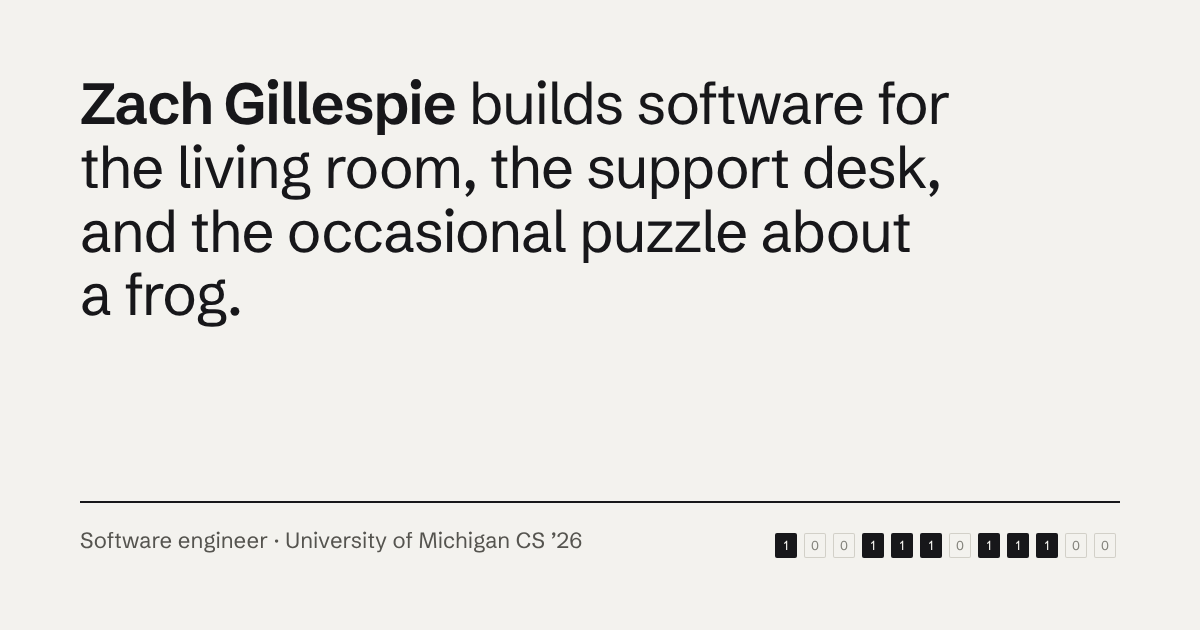 Zach Gillespie builds software for
the living room, the support desk,
and the occasional puzzle about
a frog.
Software engineer · University of Michigan CS ’26
1 0 0 1 1 1 0 1 1 1 0 0